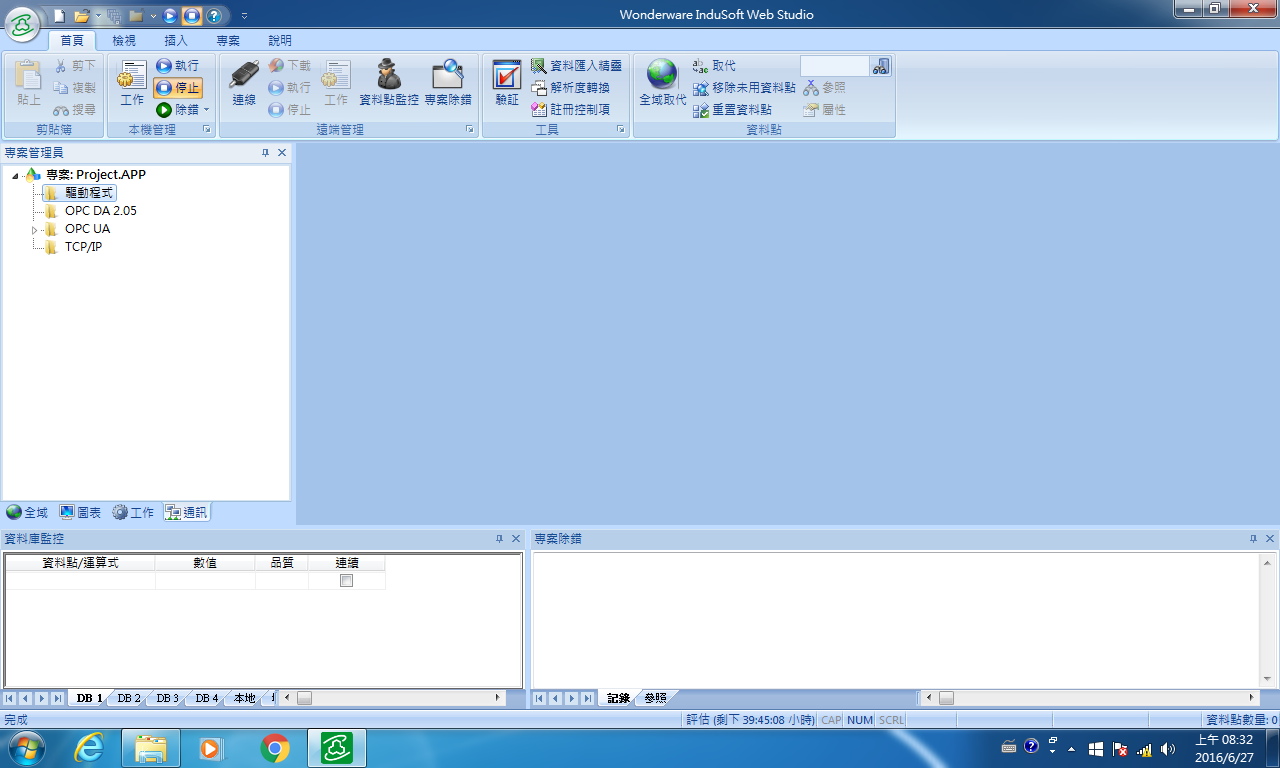 Wonderware InduSoft Web Studio
首頁 檢視 插入 專案 說明
貼上 剪下 複製 搜尋 剪貼簿
工作 執行 停止 除錯 本機管理
連線 下載 執行 停止 工作 資料點監控 專案除錯 遠端管理
驗証 資料匯入精靈 解析度轉換 註冊控制項 工具
全域取代 取代 移除未用資料點 重置資料點 參照 屬性 資料點
專案管理員
專案: Project.APP
驅動程式
OPC DA 2.05
OPC UA
TCP/IP
全域 圖表 工作 通訊
資料庫監控
資料點/運算式 數值 品質 連續
DB 1 DB 2 DB 3 DB 4 本地
專案除錯
記錄 參照
完成 評估 (剩下 39:45:08 小時) CAP NUM SCRL 資料點數量: 0
上午 08:32
2016/6/27